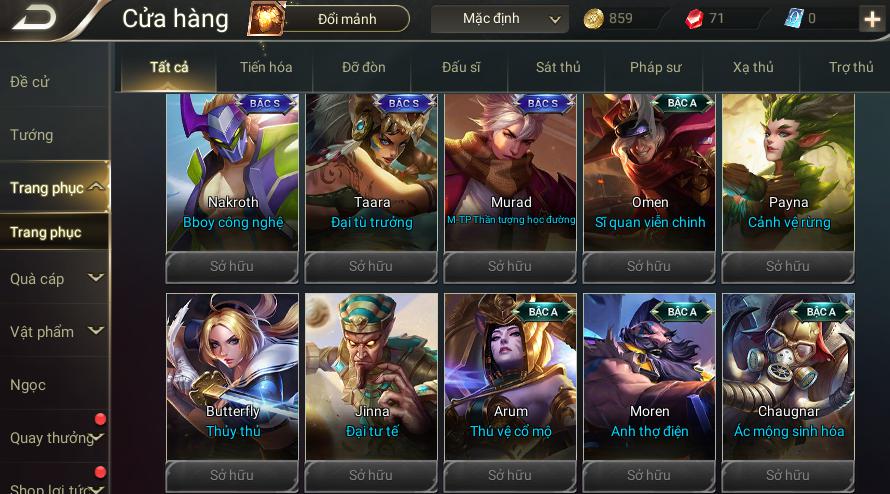 Cửa hàng
Đổi mảnh
Mặc định
859
71
0
Đề cử
Tướng
Trang phục
Trang phục
Quà cáp
Vật phẩm
Ngọc
Quay thưởng
Shop lợi tức
Tất cả
Tiến hóa
Đỡ đòn
Đấu sĩ
Sát thủ
Pháp sư
Xạ thủ
Trợ thủ
BẬC S
Nakroth
Bboy công nghệ
Sở hữu
BẬC S
Taara
Đại tù trưởng
Sở hữu
BẬC S
Murad
M-TP Thần tượng học đường
Sở hữu
BẬC A
Omen
Sĩ quan viễn chinh
Sở hữu
Payna
Cảnh vệ rừng
Sở hữu
Butterfly
Thủy thủ
Sở hữu
Jinna
Đại tư tế
Sở hữu
BẬC A
Arum
Thú vệ cổ mộ
Sở hữu
BẬC A
Moren
Anh thợ điện
Sở hữu
BẬC A
Chaugnar
Ác mộng sinh hóa
Sở hữu